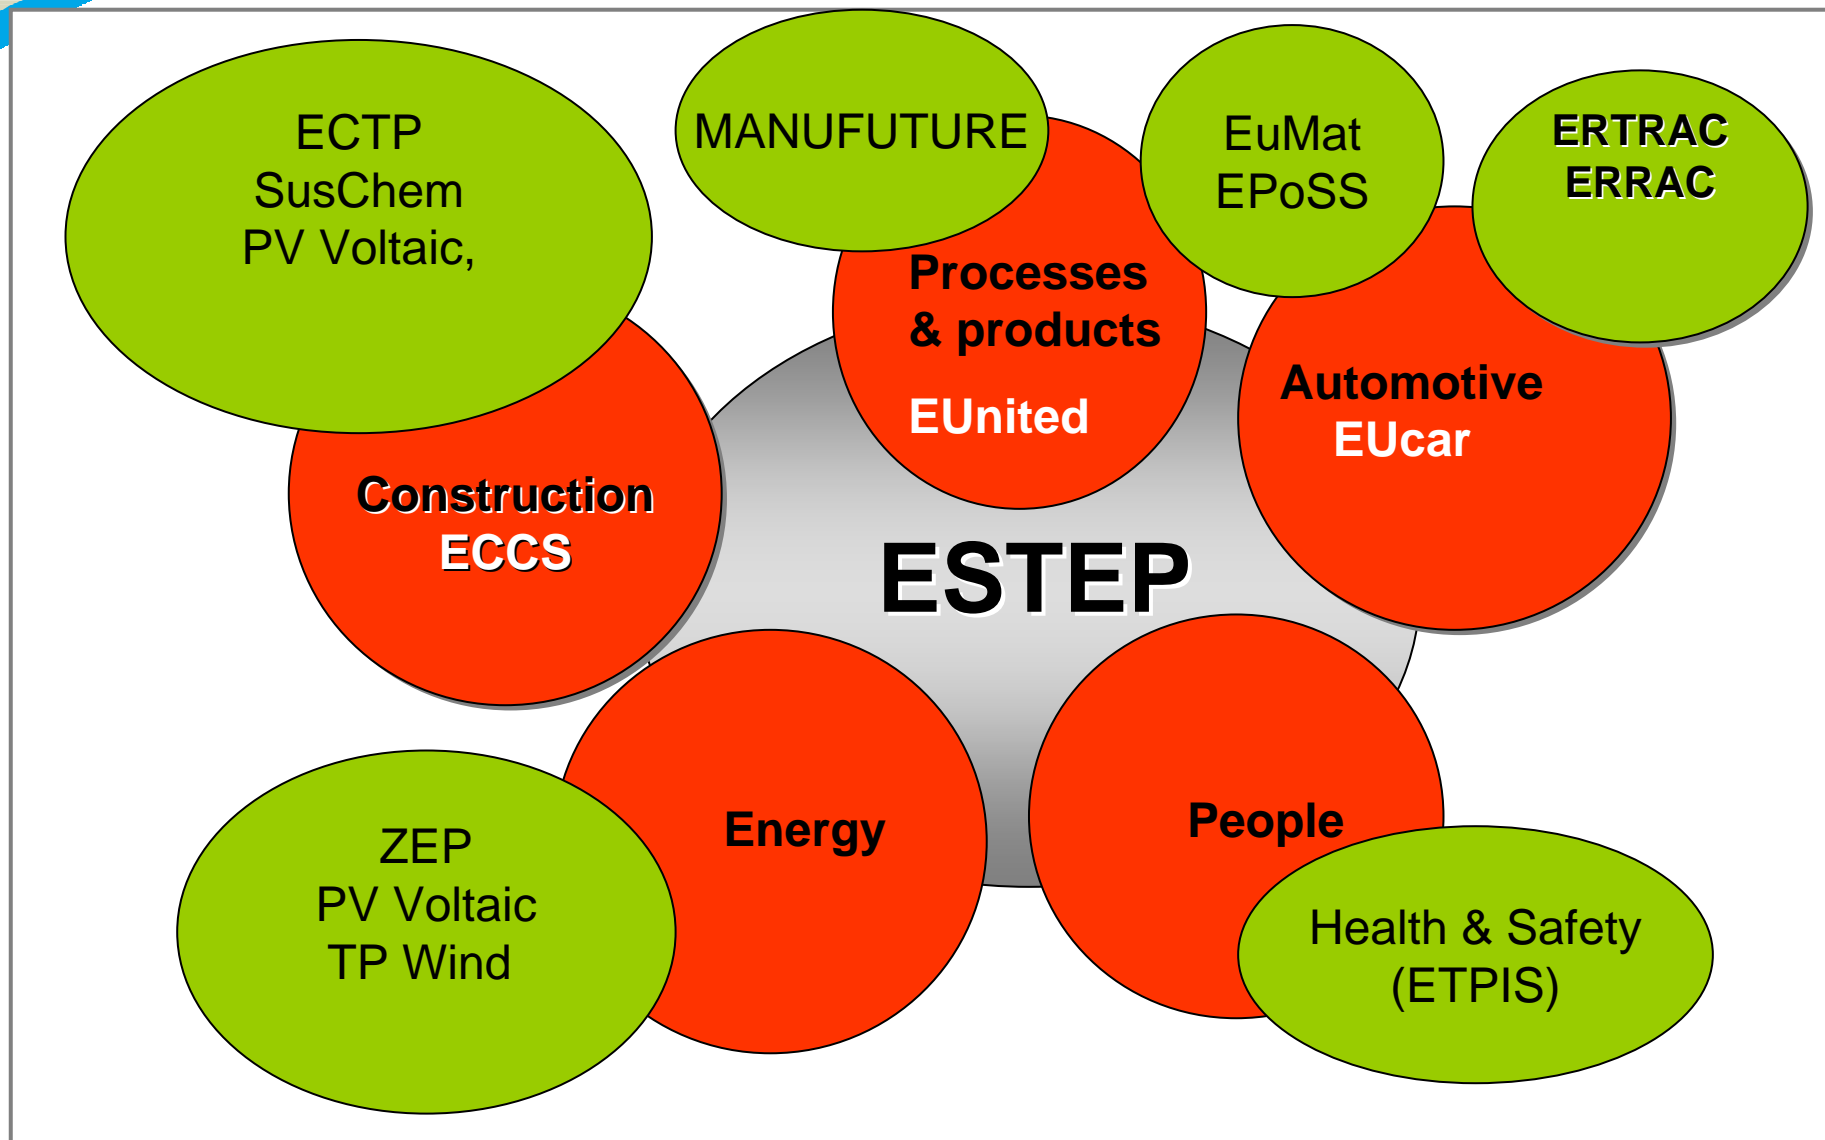 ECTP
SusChem
PV Voltaic,
MANUFUTURE
EuMat
EPoSS
ERTRAC
ERRAC
Processes
& products
EUnited
Automotive
EUcar
Construction
ECCS
ESTEP
Energy
People
ZEP
PV Voltaic
TP Wind
Health & Safety
(ETPIS)